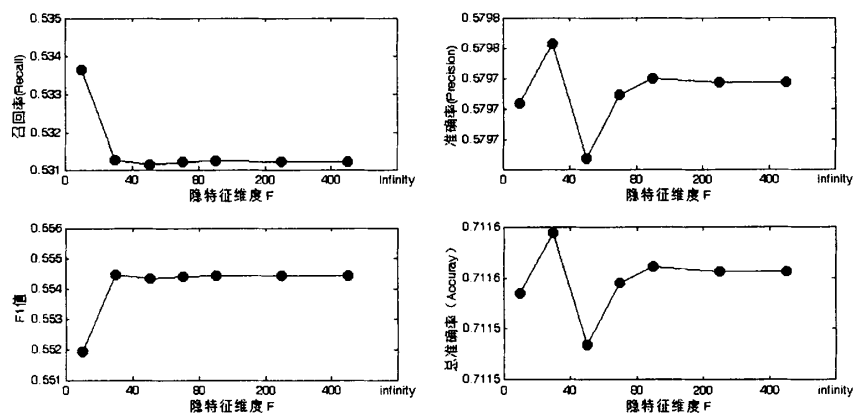 0.535
0.534
0.533
0.532
0.531
召回率(Recall)
0 40 80 200 400 Infinity
隐特征维度 F
0.5798
0.5798
0.5797
0.5797
0.5797
准确率(Precision)
0 40 80 200 400 Infinity
隐特征维度 F
0.556
0.555
0.554
0.553
0.552
0.551
F1值
0 40 80 200 400 infinity
隐特征维度 F
0.7116
0.7116
0.7115
0.7115
总准确率（Accuray）
0 40 80 200 400 infinity
隐特征维度 F